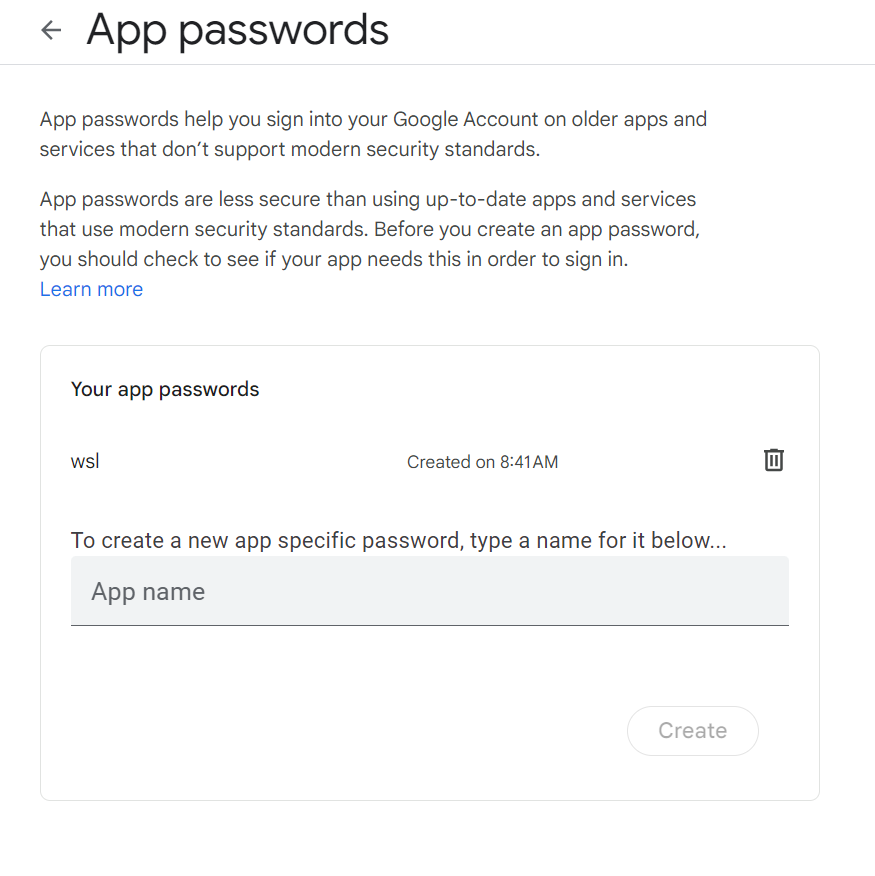 App passwords
App passwords help you sign into your Google Account on older apps and
services that don’t support modern security standards.
App passwords are less secure than using up-to-date apps and services
that use modern security standards. Before you create an app password,
you should check to see if your app needs this in order to sign in.
Learn more
Your app passwords
wsl Created on 8:41 AM
To create a new app specific password, type a name for it below...
App name
Create